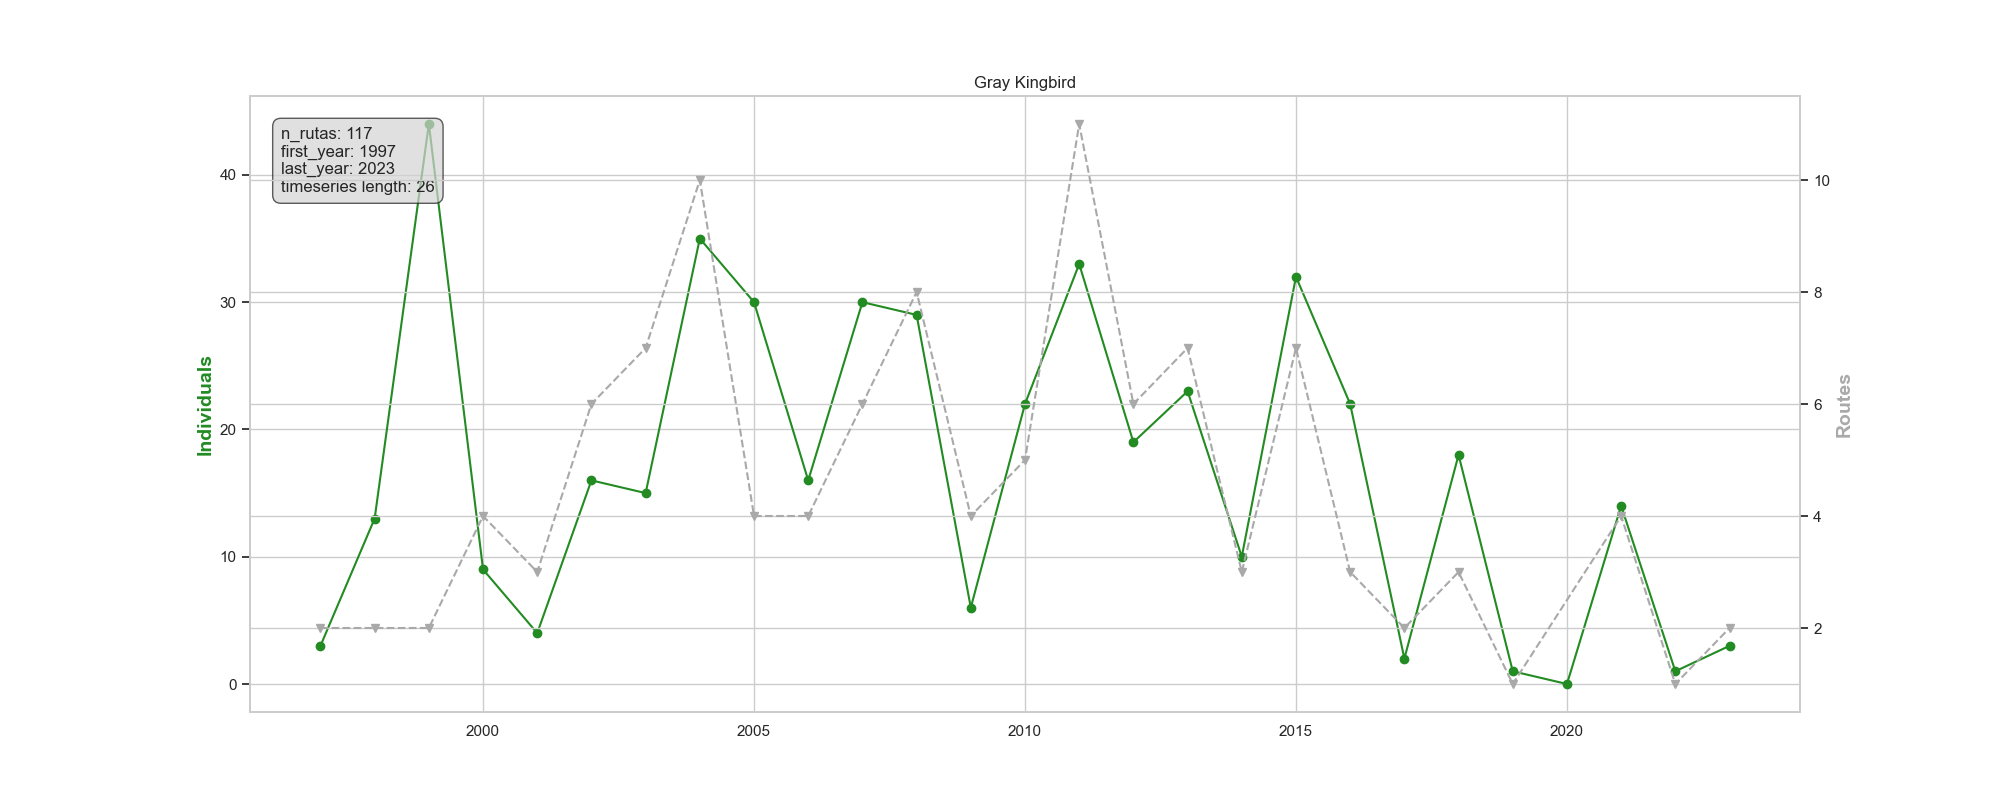 Gray Kingbird
n_rutas: 117
first_year: 1997
last_year: 2023
timeseries length: 26
Individuals
40
30
20
10
0
10
8
6
4
2
Routes
2000
2005
2010
2015
2020